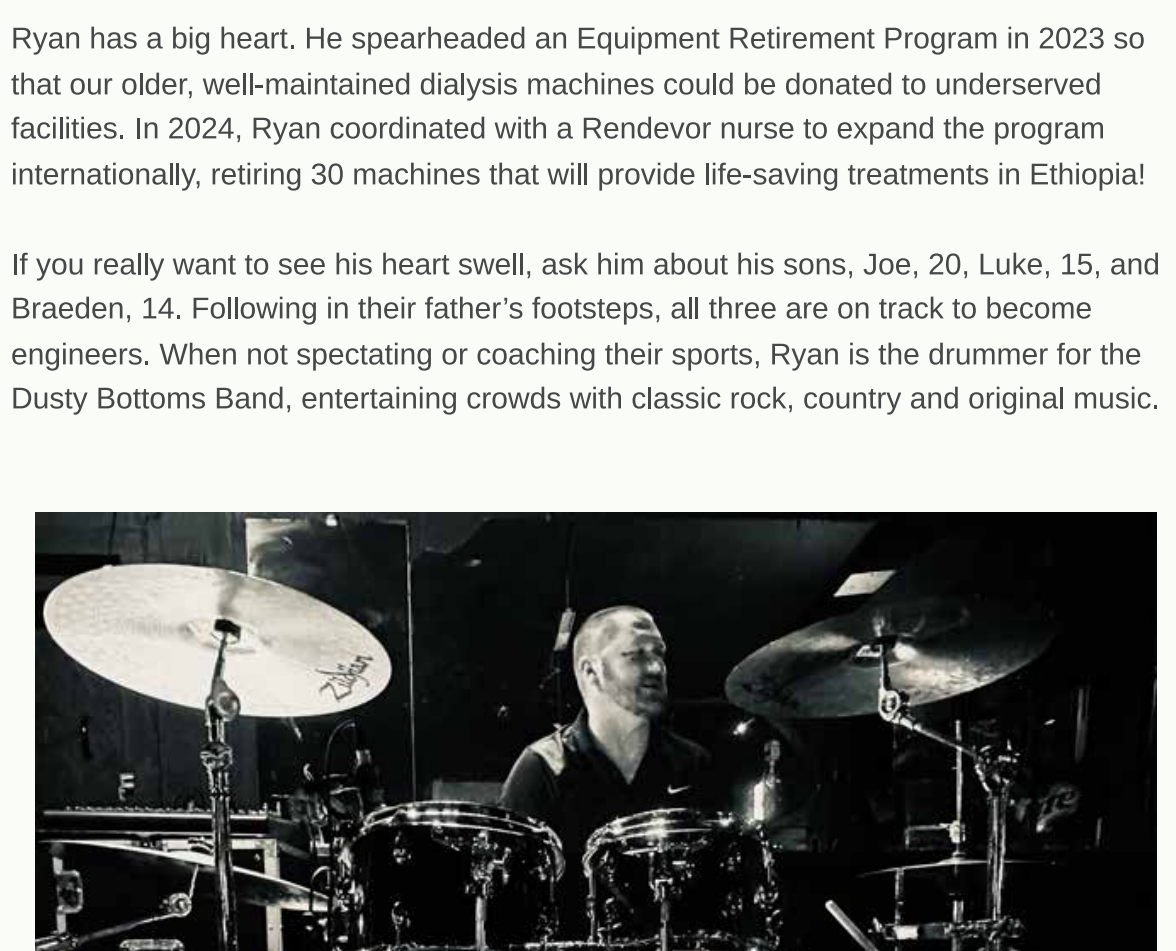 Ryan has a big heart. He spearheaded an Equipment Retirement Program in 2023 so
that our older, well-maintained dialysis machines could be donated to underserved
facilities. In 2024, Ryan coordinated with a Rendevor nurse to expand the program
internationally, retiring 30 machines that will provide life-saving treatments in Ethiopia!
If you really want to see his heart swell, ask him about his sons, Joe, 20, Luke, 15, and
Braeden, 14. Following in their father’s footsteps, all three are on track to become
engineers. When not spectating or coaching their sports, Ryan is the drummer for the
Dusty Bottoms Band, entertaining crowds with classic rock, country and original music.
Zildjian